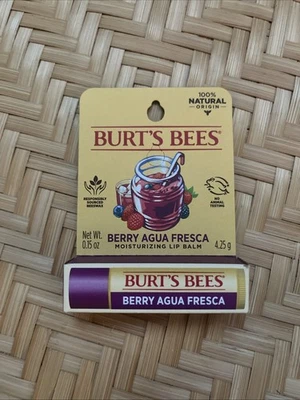 100%
NATURAL
ORIGIN
BURT'S BEES®
RESPONSIBLY
SOURCED
BEESWAX
NO
ANIMAL
TESTING
Net Wt.
0.15 oz
4.25 g
BERRY AGUA FRESCA
MOISTURIZING LIP BALM
BURT'S BEES®
BERRY AGUA FRESCA